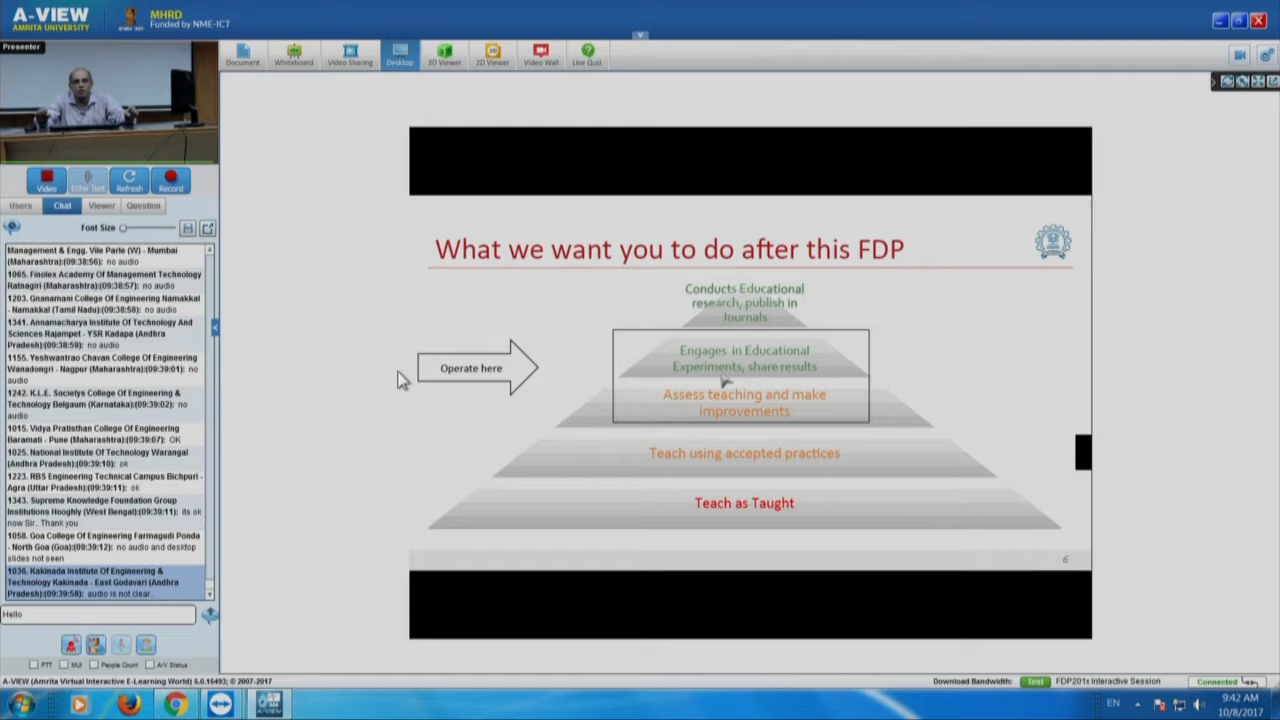 A-VIEW
AMRITA UNIVERSITY
MHRD
Funded by NME-ICT
Presenter
Document
Whiteboard
Video Sharing
Desktop
3D Viewer
2D Viewer
Video Wall
Live Quiz
Video
Echo Test
Refresh
Record
Users
Chat
Viewer
Question
Font Size
Management & Engg. Vile Parle (W) - Mumbai
(Maharashtra):(09:38:56): no audio
1065. Finolex Academy Of Management Technology
Ratnagiri (Maharashtra):(09:38:57): no audio
1203. Gnanamani College Of Engineering Namakkal
- Namakkal (Tamil Nadu):(09:38:58): no audio
1341. Annamacharya Institute Of Technology And
Sciences Rajampet - YSR Kadapa (Andhra
Pradesh):(09:38:59): no audio
1155. Yeshwantrao Chavan College Of Engineering
Wanadongri - Nagpur (Maharashtra):(09:39:01): no
audio
1242. K.L.E. Societys College Of Engineering &
Technology Belgaum (Karnataka):(09:39:02): no
audio
1015. Vidya Pratisthan College Of Engineering
Baramati - Pune (Maharashtra):(09:39:07): OK
1025. National Institute Of Technology Warangal
(Andhra Pradesh):(09:39:10): ok
1223. RBS Engineering Technical Campus Bichpuri -
Agra (Uttar Pradesh):(09:39:11): ok
1343. Supreme Knowledge Foundation Group
Institutions Hooghly (West Bengal):(09:39:11): its ok
now Sir.. Thank you
1058. Goa College Of Engineering Farmagudi Ponda
- North Goa (Goa):(09:39:12): no audio and desktop
slides not seen
1036. Kakinada Institute Of Engineering &
Technology Kakinada - East Godavari (Andhra
Pradesh):(09:39:58): audio is not clear..
Hello
PTT
MUI
People Count
A/V Status
What we want you to do after this FDP
Conducts Educational
research, publish in
Journals
Operate here
Engages in Educational
Experiments, share results
Assess teaching and make
improvements
Teach using accepted practices
Teach as Taught
6
A-VIEW (Amrita Virtual Interactive E-Learning World) 5.0.15493; © 2007-2017
Download Bandwidth:
Test
FDP201x Interactive Session
Connected
EN
9:42 AM
10/8/2017